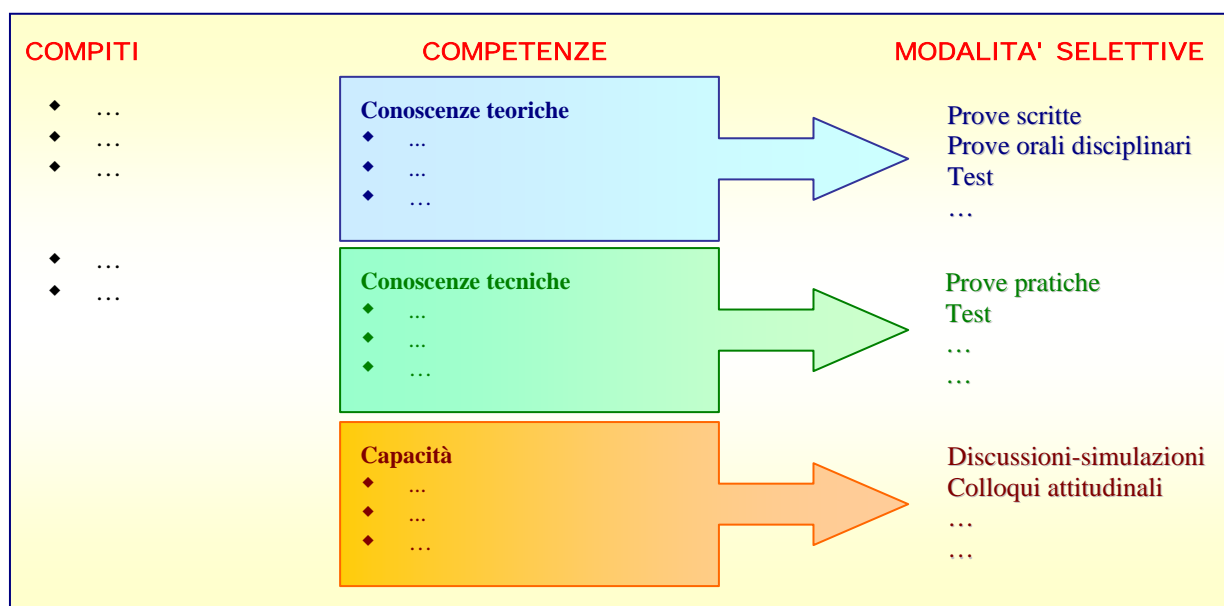 COMPITI
COMPETENZE
MODALITA' SELETTIVE
◆ …
◆ …
◆ …
◆ …
◆ …
Conoscenze teoriche
◆ ...
◆ ...
◆ …
Prove scritte
Prove orali disciplinari
Test
…
Conoscenze tecniche
◆ ...
◆ ...
◆ …
Prove pratiche
Test
…
…
Capacità
◆ ...
◆ ...
◆ …
Discussioni-simulazioni
Colloqui attitudinali
…
…